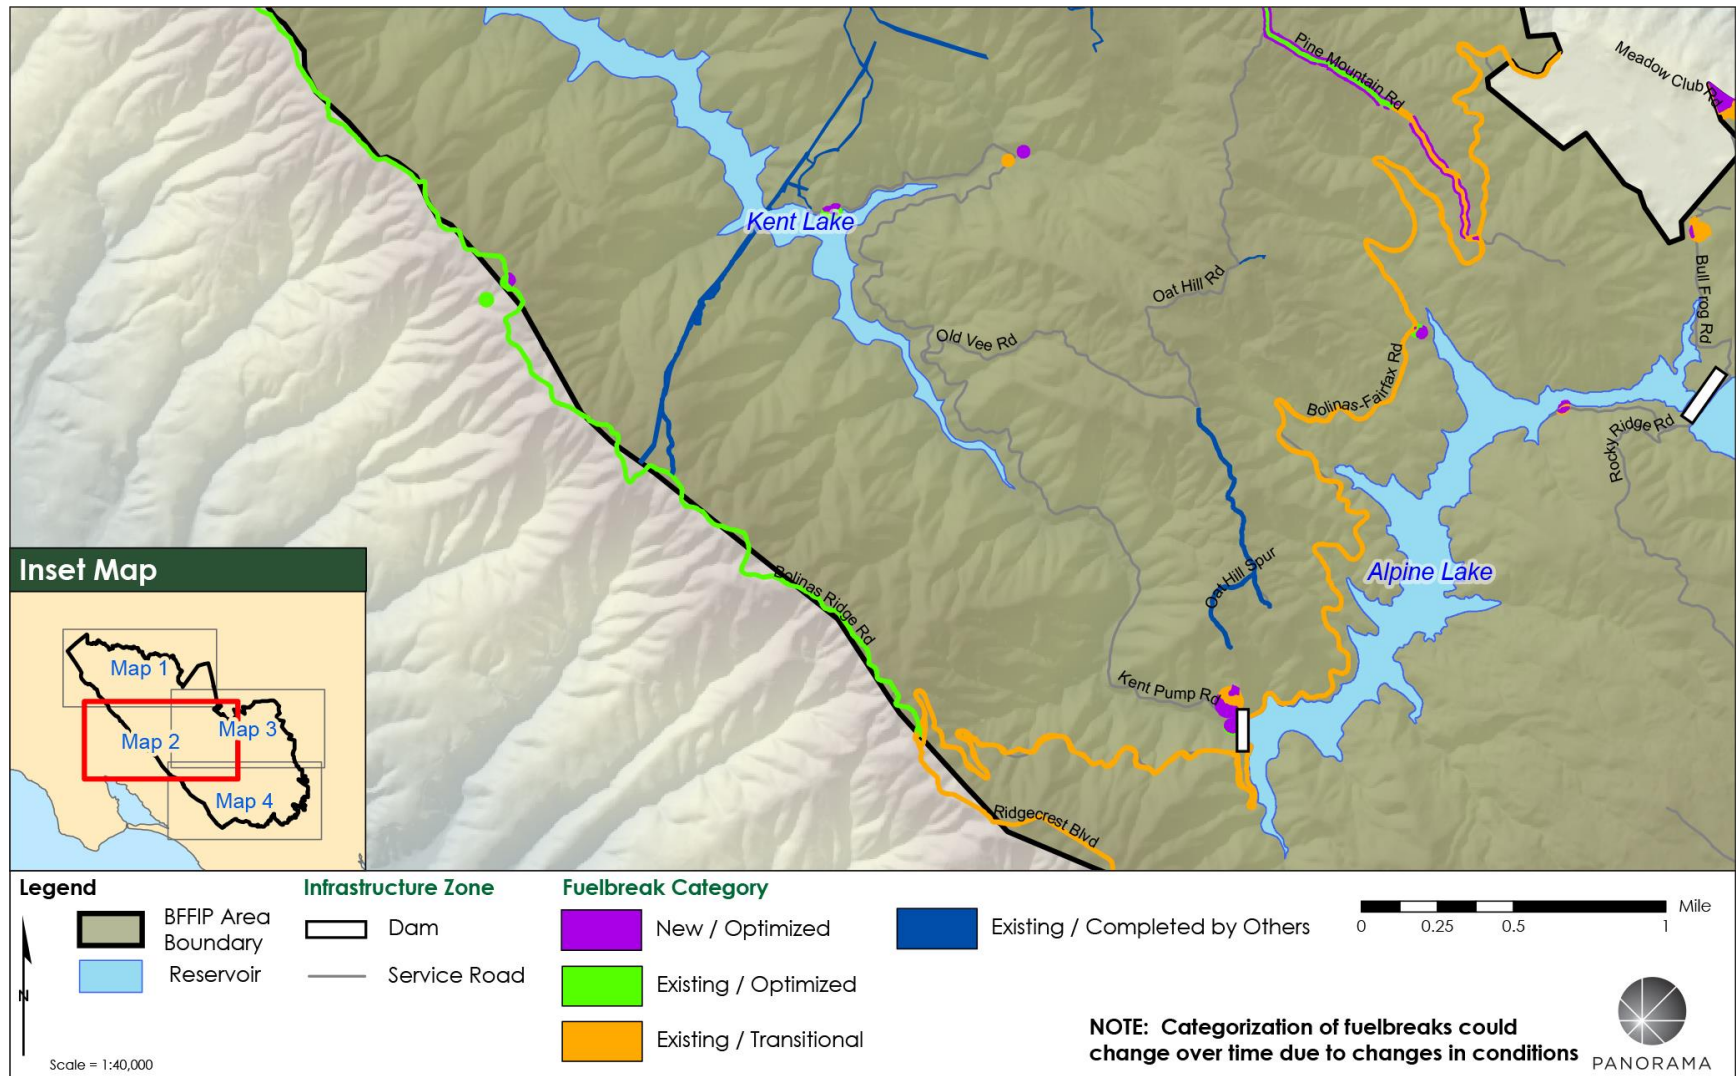 Pine Mountain Rd
Meadow Club Rd
Kent Lake
Oat Hill Rd
Bull Frog Rd
Old Vee Rd
Bolinas-Fairfax Rd
Rocky Ridge Rd
Alpine Lake
Oat Hill Spur
Bolinas Ridge Rd
Kent Pump Rd
Ridgecrest Blvd
Inset Map
Map 1
Map 2
Map 3
Map 4
Legend
BFFIP Area
Boundary
Reservoir
N
Scale = 1:40,000
Infrastructure Zone
Dam
Service Road
Fuelbreak Category
New / Optimized
Existing / Optimized
Existing / Transitional
Existing / Completed by Others
Mile
0 0.25 0.5 1
NOTE: Categorization of fuelbreaks could
change over time due to changes in conditions
PANORAMA